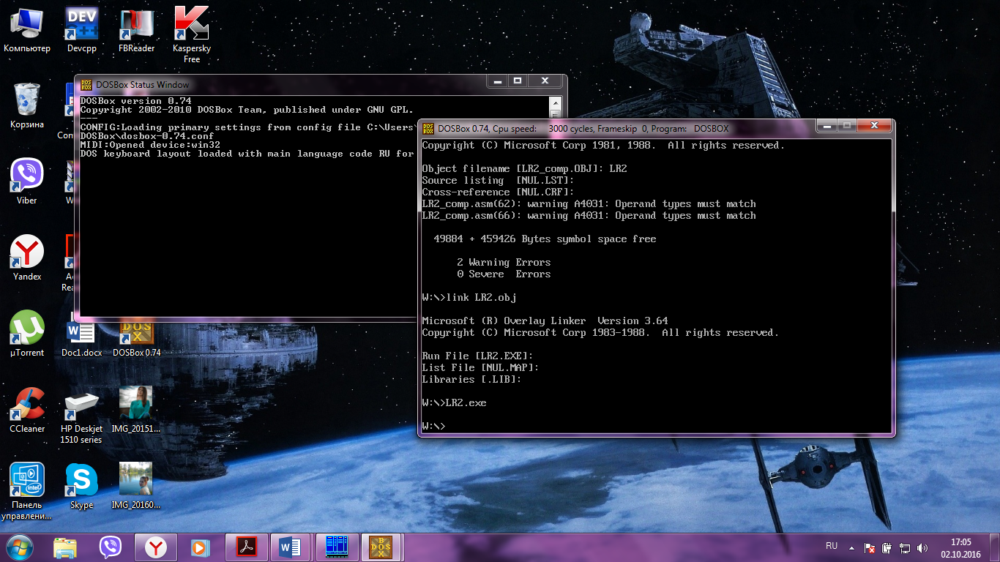 Компьютер
DEV
C++
Devcpp
FBReader
Kaspersky
Free
Корзина
Viber
Yandex
µTorrent
Doc1.docx
DOSBox 0.74
CCleaner
HP Deskjet
1510 series
IMG_20151...
Панель
управлени...
Skype
IMG_20160...
DOSBox Status Window
DOSBox version 0.74
Copyright 2002-2010 DOSBox Team, published under GNU GPL.
---
CONFIG:Loading primary settings from config file C:\Users\
DOSBox\dosbox-0.74.conf
MIDI:Opened device:win32
DOS keyboard layout loaded with main language code RU for
DOSBox 0.74, Cpu speed: 3000 cycles, Frameskip 0, Program: DOSBOX
Copyright (C) Microsoft Corp 1981, 1988. All rights reserved.
Object filename [LR2_comp.OBJ]: LR2
Source listing [NUL.LST]:
Cross-reference [NUL.CRF]:
LR2_comp.asm(62): warning A4031: Operand types must match
LR2_comp.asm(66): warning A4031: Operand types must match
49884 + 459426 Bytes symbol space free
2 Warning Errors
0 Severe Errors
W:\>link LR2.obj
Microsoft (R) Overlay Linker Version 3.64
Copyright (C) Microsoft Corp 1983-1988. All rights reserved.
Run File [LR2.EXE]:
List File [NUL.MAP]:
Libraries [.LIB]:
W:\>LR2.exe
W:\>
RU
17:05
02.10.2016